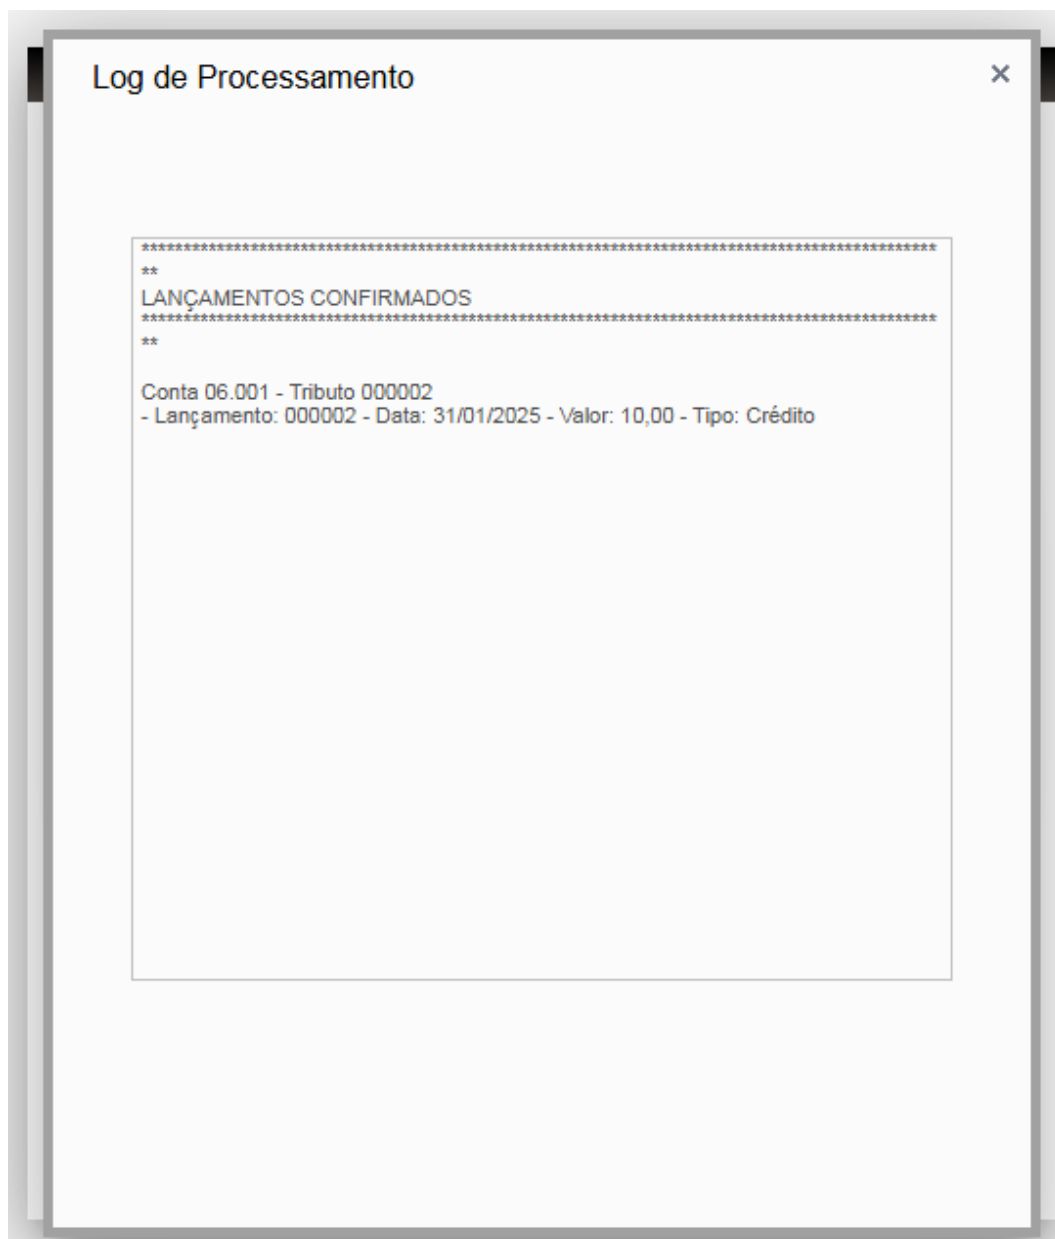 Log de Processamento
×
***********************************************************************************************
**
LANÇAMENTOS CONFIRMADOS
***********************************************************************************************
**
Conta 06.001 - Tributo 000002
- Lançamento: 000002 - Data: 31/01/2025 - Valor: 10,00 - Tipo: Crédito